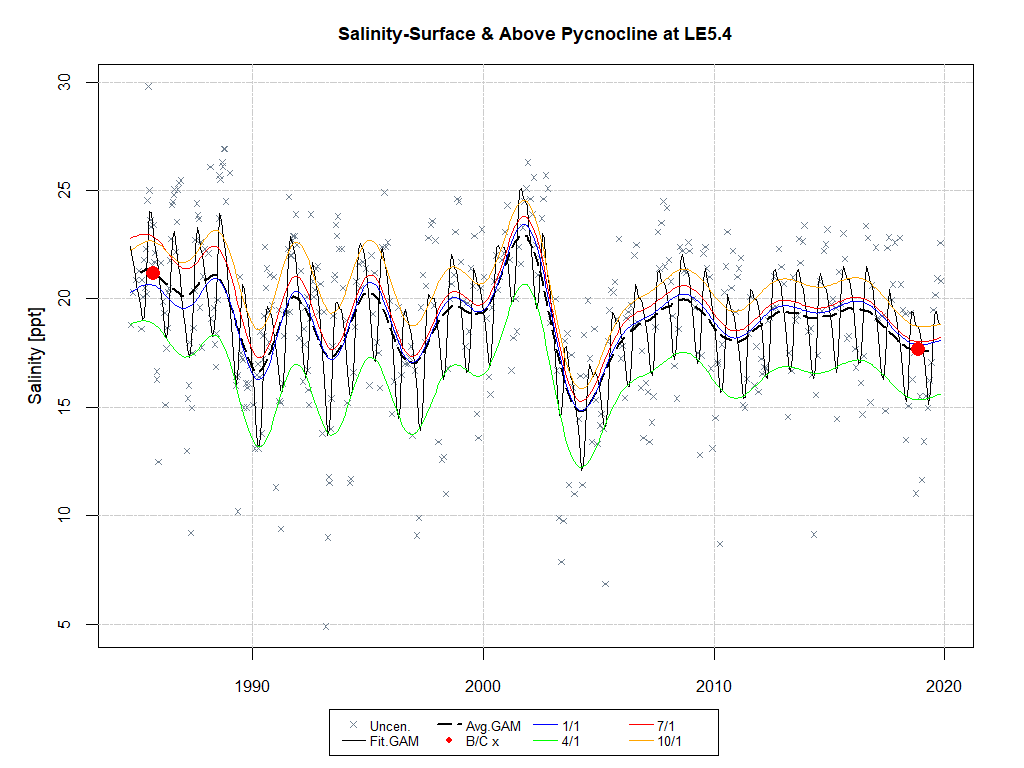 Salinity-Surface & Above Pycnocline at LE5.4
30
25
20
15
10
5
Salinity [ppt]
1990 2000 2010 2020
Uncen. Avg.GAM 1/1 7/1
Fit.GAM B/C x 4/1 10/1